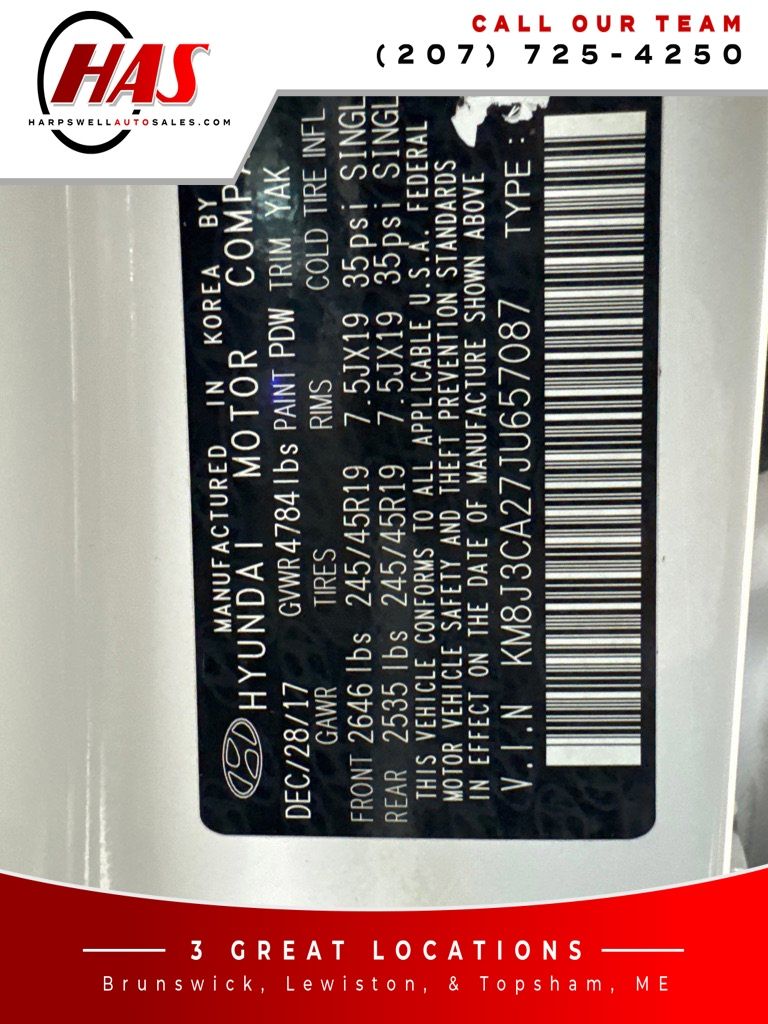 HAS
HARPSWELLAUTOSALES.COM
CALL OUR TEAM
(207) 725-4250
MANUFACTURED IN KOREA BY
HYUNDAI MOTOR
DEC/28/17 GVWR4784lbs PAINT PDW TRIM YAK
GAWR TIRES RIMS COLD TIRE INFL
FRONT 2646 lbs 245/45R19 7.5JX19 35psi
REAR 2535 lbs 245/45R19 7.5JX19 35psi
THIS VEHICLE CONFORMS TO ALL APPLICABLE U.S.A. FEDERAL
MOTOR VEHICLE SAFETY AND THEFT PREVENTION STANDARDS
IN EFFECT ON THE DATE OF MANUFACTURE SHOWN ABOVE
V.I.N KM8J3CA27JU657087 TYPE :
3 GREAT LOCATIONS
Brunswick, Lewiston, & Topsham, ME